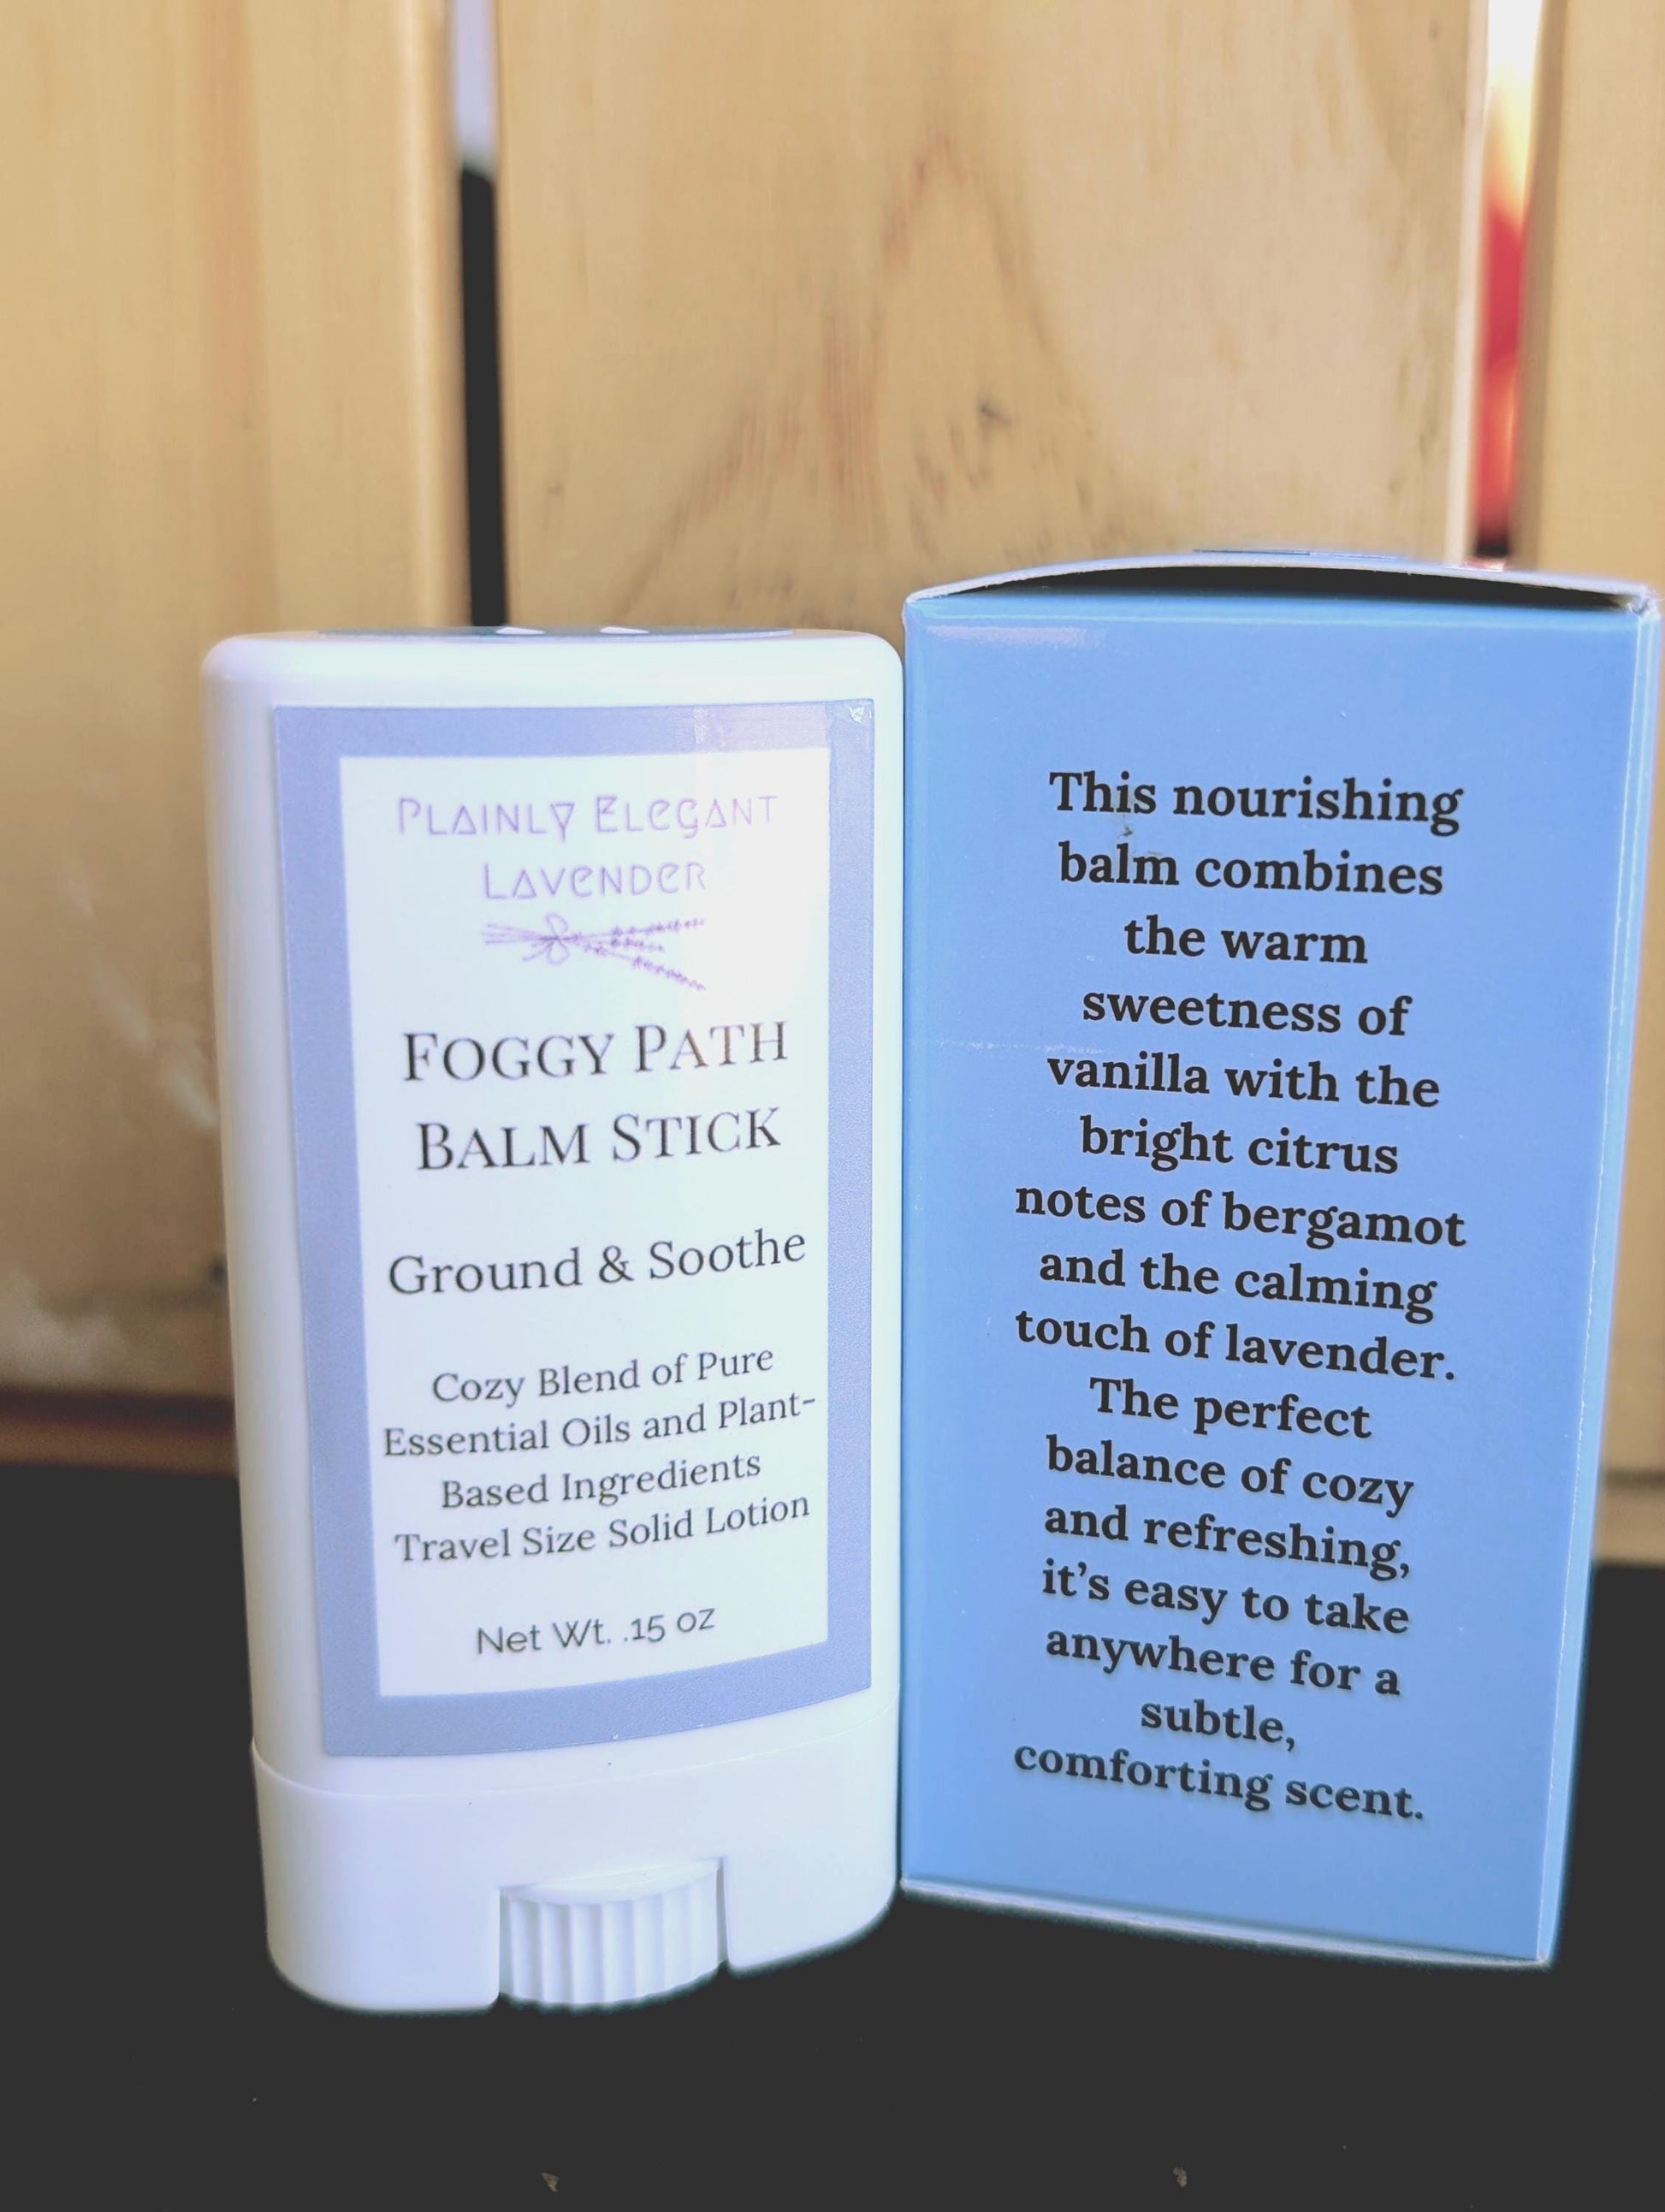 PLAINLY ELEGANT
LAVENDER
FOGGY PATH
BALM STICK
Ground & Soothe
Cozy Blend of Pure
Essential Oils and Plant-
Based Ingredients
Travel Size Solid Lotion
Net Wt. .15 oz
This nourishing
balm combines
the warm
sweetness of
vanilla with the
bright citrus
notes of bergamot
and the calming
touch of lavender.
The perfect
balance of cozy
and refreshing,
it's easy to take
anywhere for a
subtle,
comforting scent.